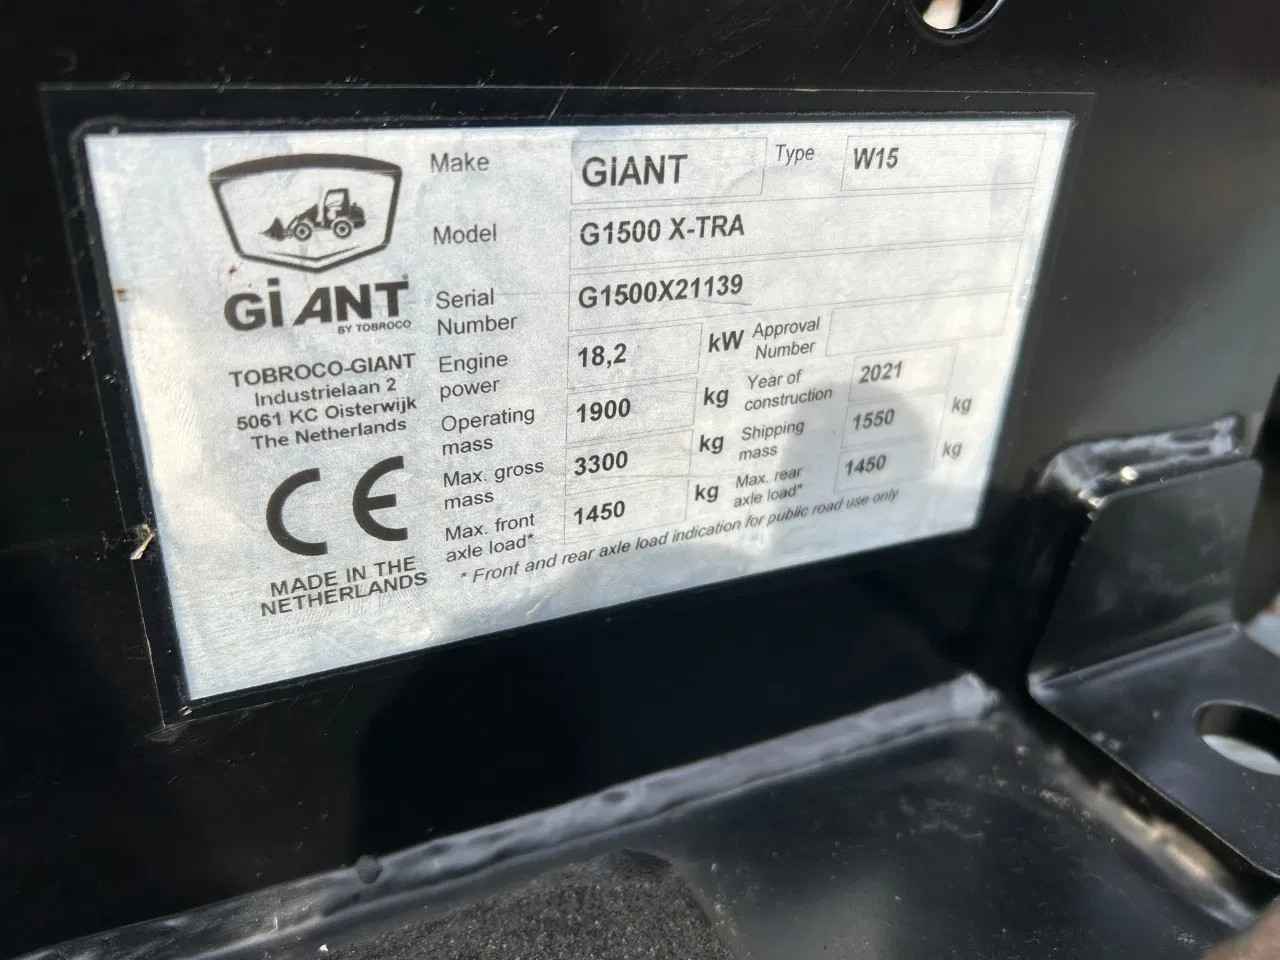 GiANT
BY TOBROCO
TOBROCO-GIANT
Industrielaan 2
5061 KC Oisterwijk
The Netherlands
CE
MADE IN THE
NETHERLANDS
Make GiANT Type W15
Model G1500 X-TRA
Serial Number G1500X21139
Engine power 18,2 kW Approval Number
Operating mass 1900 kg Year of construction 2021
Max. gross mass 3300 kg Shipping mass 1550 kg
Max. front axle load* 1450 kg Max. rear axle load* 1450 kg
* Front and rear axle load indication for public road use only